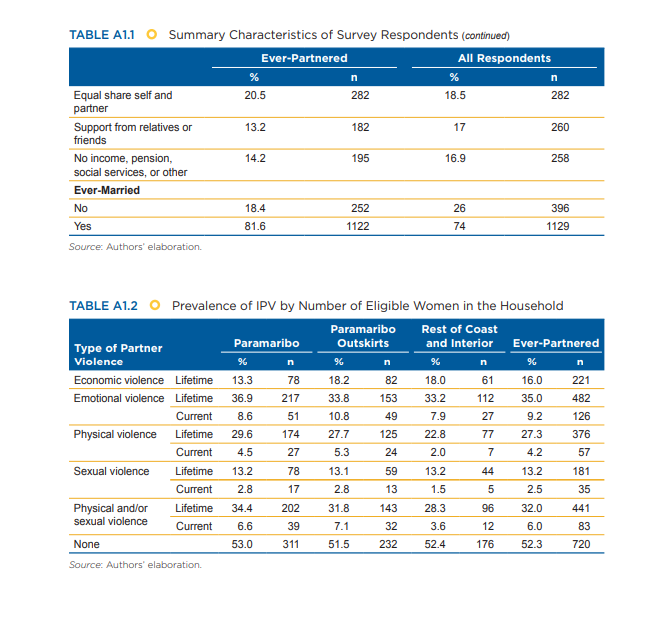 TABLE A1.1 Summary Characteristics of Survey Respondents (continued)
Ever-Partnered All Respondents
% n % n
Equal share self and partner 20.5 282 18.5 282
Support from relatives or friends 13.2 182 17 260
No income, pension, social services, or other 14.2 195 16.9 258
Ever-Married
No 18.4 252 26 396
Yes 81.6 1122 74 1129
Source: Authors' elaboration.
TABLE A1.2 Prevalence of IPV by Number of Eligible Women in the Household
Type of Partner Violence Paramaribo Paramaribo Outskirts Rest of Coast and Interior Ever-Partnered
% n % n % n % n
Economic violence Lifetime 13.3 78 18.2 82 18.0 61 16.0 221
Emotional violence Lifetime 36.9 217 33.8 153 33.2 112 35.0 482
Current 8.6 51 10.8 49 7.9 27 9.2 126
Physical violence Lifetime 29.6 174 27.7 125 22.8 77 27.3 376
Current 4.5 27 5.3 24 2.0 7 4.2 57
Sexual violence Lifetime 13.2 78 13.1 59 13.2 44 13.2 181
Current 2.8 17 2.8 13 1.5 5 2.5 35
Physical and/or sexual violence Lifetime 34.4 202 31.8 143 28.3 96 32.0 441
Current 6.6 39 7.1 32 3.6 12 6.0 83
None 53.0 311 51.5 232 52.4 176 52.3 720
Source: Authors' elaboration.